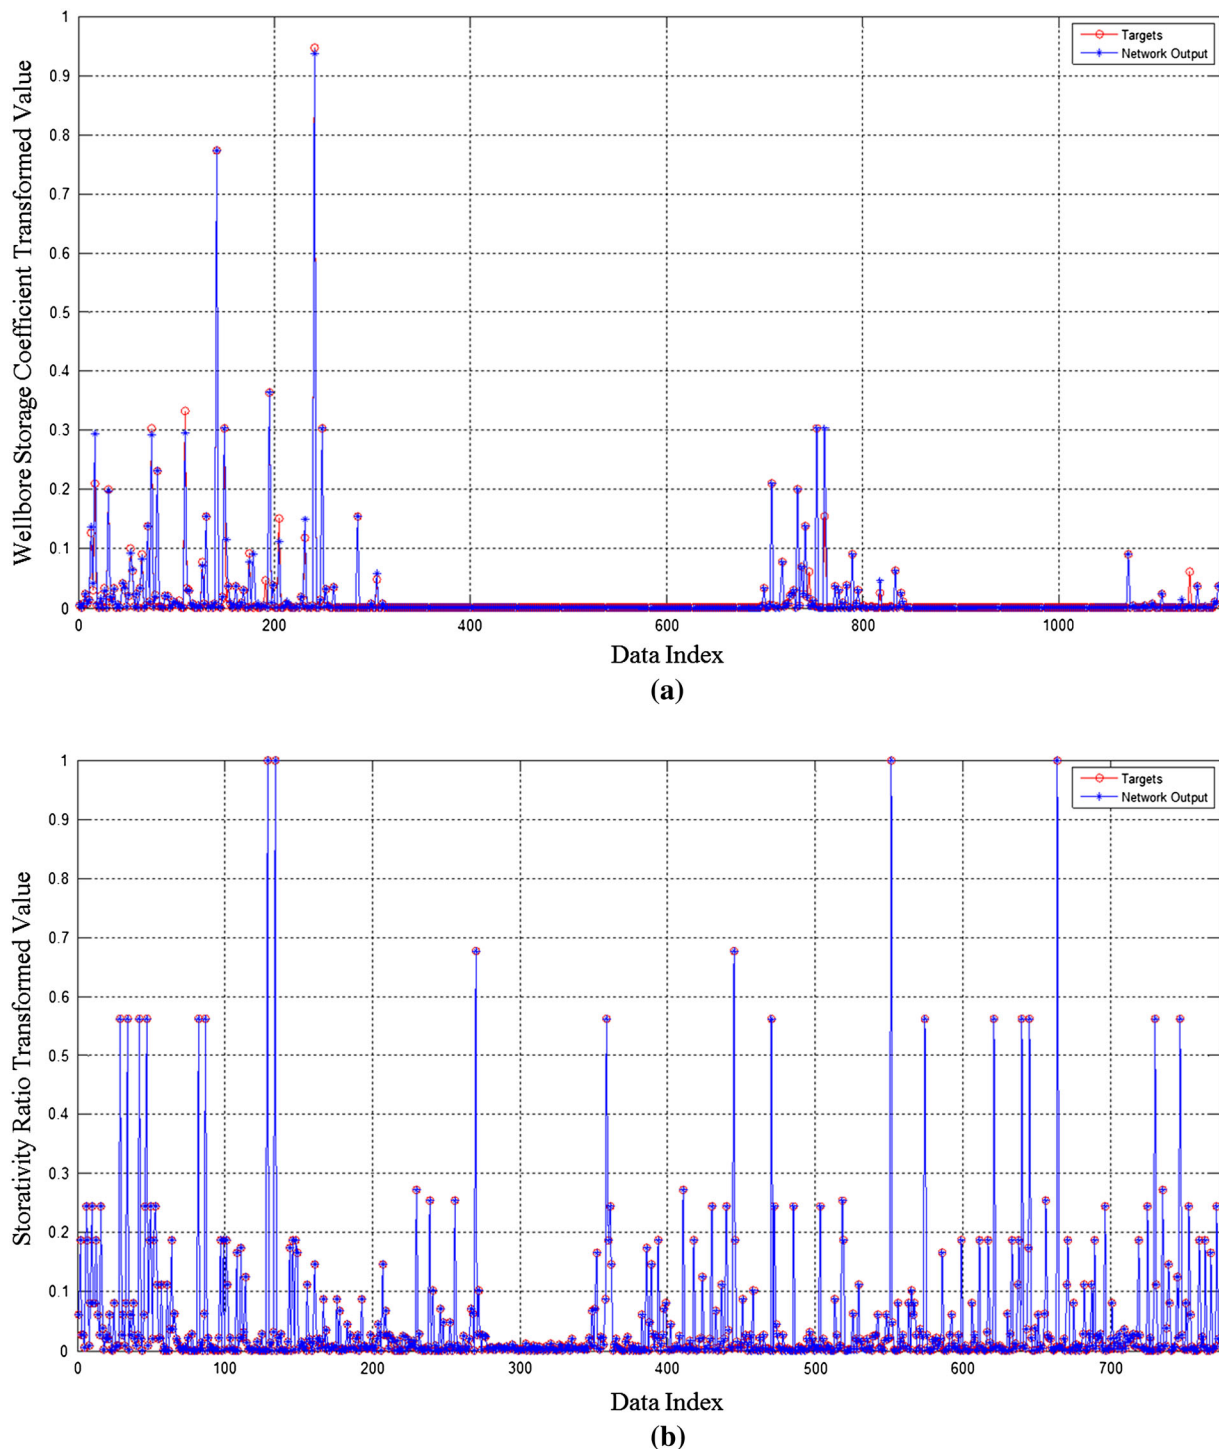 1
0.9
0.8
0.7
0.6
0.5
0.4
0.3
0.2
0.1
0
Wellbore Storage Coefficient Transformed Value
Targets
Network Output
0 200 400 600 800 1000
Data Index
(a)
1
0.9
0.8
0.7
0.6
0.5
0.4
0.3
0.2
0.1
0
Storativity Ratio Transformed Value
Targets
Network Output
0 100 200 300 400 500 600 700
Data Index
(b)